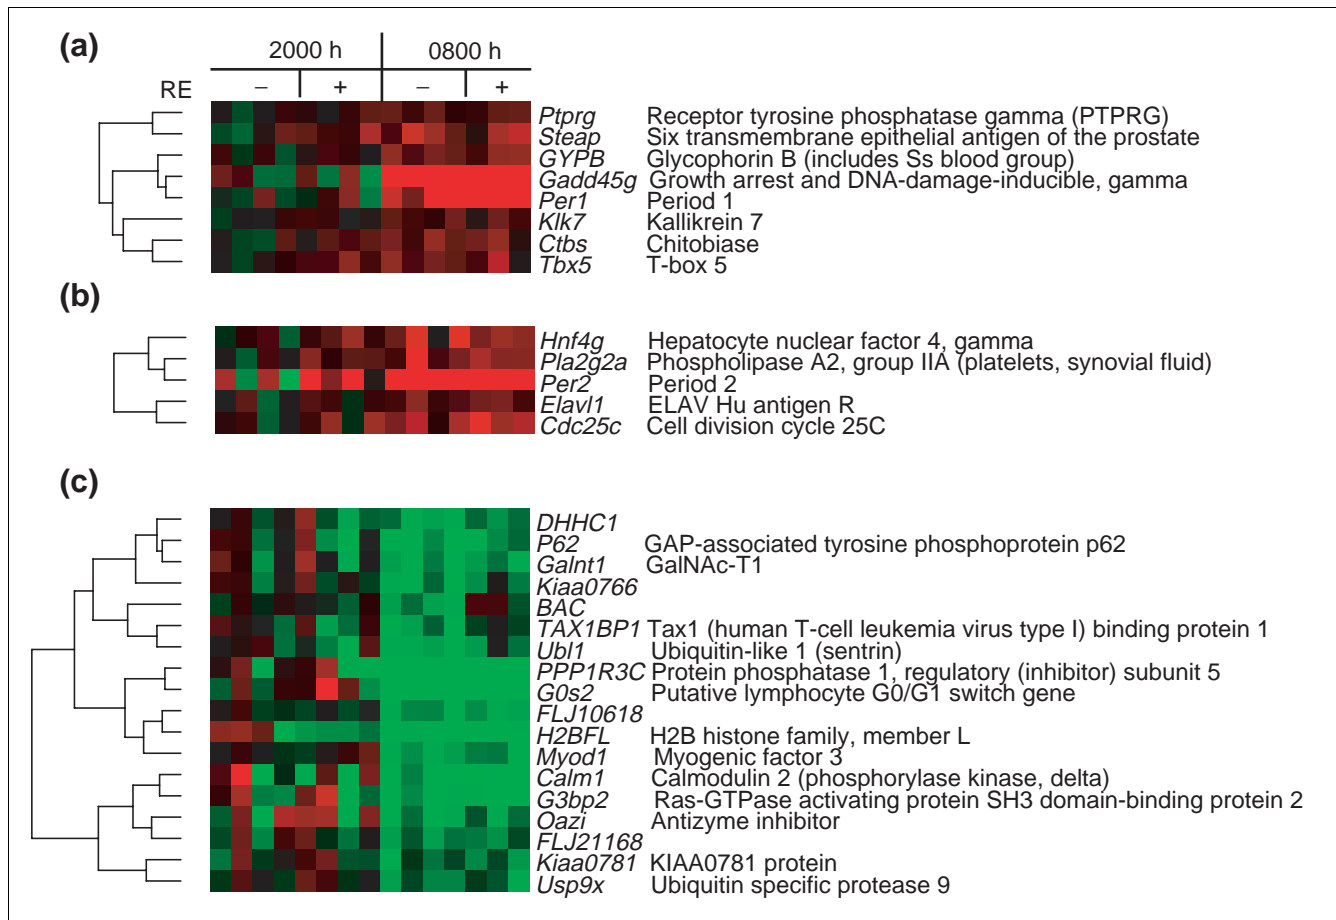 (a)
2000 h 0800 h
RE − + − +
Ptprg Receptor tyrosine phosphatase gamma (PTPRG)
Steap Six transmembrane epithelial antigen of the prostate
GYPB Glycophorin B (includes Ss blood group)
Gadd45g Growth arrest and DNA-damage-inducible, gamma
Per1 Period 1
Klk7 Kallikrein 7
Ctbs Chitobiase
Tbx5 T-box 5
(b)
Hnf4g Hepatocyte nuclear factor 4, gamma
Pla2g2a Phospholipase A2, group IIA (platelets, synovial fluid)
Per2 Period 2
Elavl1 ELAV Hu antigen R
Cdc25c Cell division cycle 25C
(c)
DHHC1
P62 GAP-associated tyrosine phosphoprotein p62
Galnt1 GalNAc-T1
Kiaa0766
BAC
TAX1BP1 Tax1 (human T-cell leukemia virus type I) binding protein 1
Ubl1 Ubiquitin-like 1 (sentrin)
PPP1R3C Protein phosphatase 1, regulatory (inhibitor) subunit 5
G0s2 Putative lymphocyte G0/G1 switch gene
FLJ10618
H2BFL H2B histone family, member L
Myod1 Myogenic factor 3
Calm1 Calmodulin 2 (phosphorylase kinase, delta)
G3bp2 Ras-GTPase activating protein SH3 domain-binding protein 2
Oazi Antizyme inhibitor
FLJ21168
Kiaa0781 KIAA0781 protein
Usp9x Ubiquitin specific protease 9